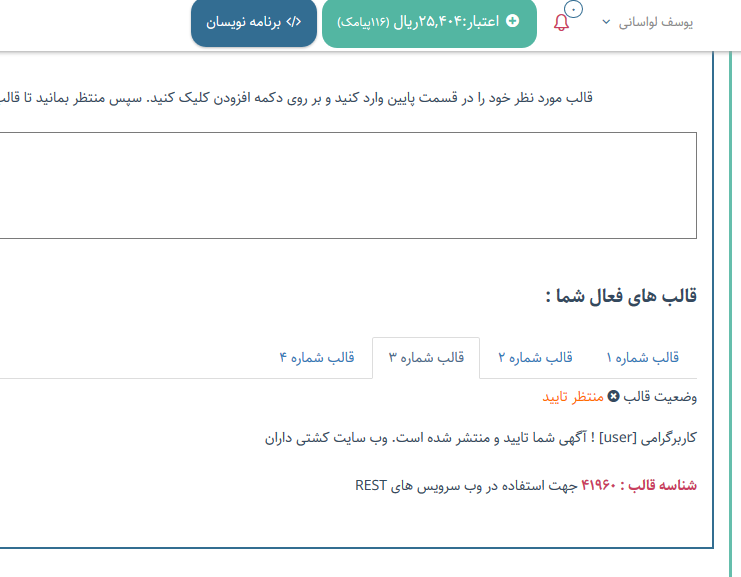 یوسف لواسانی
۰
اعتبار:۲۵,۴۰۴ریال (۱۱۶پیامک)
برنامه نویسان </>
قالب مورد نظر خود را در قسمت پایین وارد کنید و بر روی دکمه افزودن کلیک کنید. سپس منتظر بمانید تا قالب
قالب های فعال شما :
قالب شماره ۱ قالب شماره ۲ قالب شماره ۳ قالب شماره ۴
وضعیت قالب منتظر تایید
کاربرگرامی [user] ! آگهی شما تایید و منتشر شده است. وب سایت کشتی داران
شناسه قالب : ۴۱۹۶۰ جهت استفاده در وب سرویس های REST